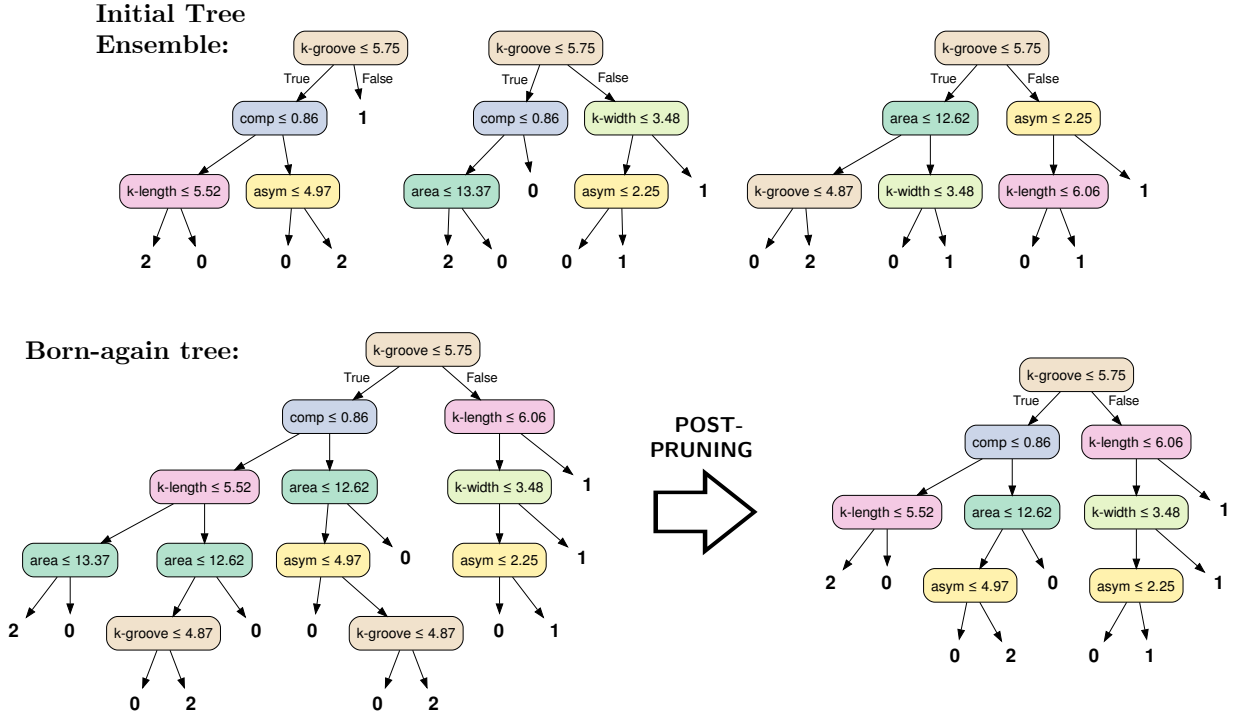 Initial Tree
Ensemble:
k-groove ≤ 5.75
True
False
comp ≤ 0.86
1
k-length ≤ 5.52
asym ≤ 4.97
2
0
0
2
k-groove ≤ 5.75
True
False
comp ≤ 0.86
k-width ≤ 3.48
area ≤ 13.37
0
asym ≤ 2.25
1
2
0
0
1
k-groove ≤ 5.75
True
False
area ≤ 12.62
asym ≤ 2.25
k-groove ≤ 4.87
k-width ≤ 3.48
k-length ≤ 6.06
1
0
2
0
1
0
1
Born-again tree:
k-groove ≤ 5.75
True
False
comp ≤ 0.86
k-length ≤ 6.06
k-length ≤ 5.52
area ≤ 12.62
k-width ≤ 3.48
1
area ≤ 13.37
area ≤ 12.62
asym ≤ 4.97
0
asym ≤ 2.25
1
2
0
k-groove ≤ 4.87
0
0
k-groove ≤ 4.87
0
1
0
2
0
2
POST-
PRUNING
k-groove ≤ 5.75
True
False
comp ≤ 0.86
k-length ≤ 6.06
k-length ≤ 5.52
area ≤ 12.62
k-width ≤ 3.48
1
2
0
asym ≤ 4.97
0
asym ≤ 2.25
1
0
2
0
1